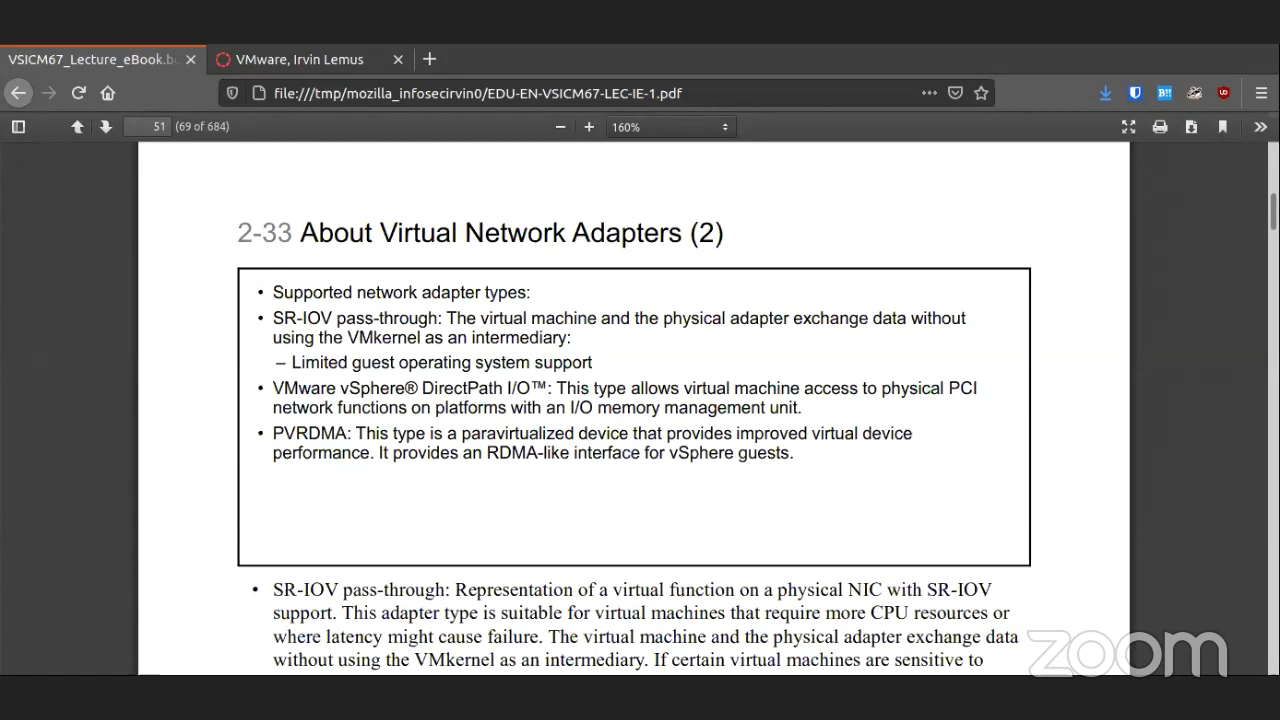 VSICM67_Lecture_eBook.b
VMware, Irvin Lemus
file:///tmp/mozilla_infosecirvin0/EDU-EN-VSICM67-LEC-IE-1.pdf
51 (69 of 684)
160%
2-33 About Virtual Network Adapters (2)
• Supported network adapter types:
• SR-IOV pass-through: The virtual machine and the physical adapter exchange data without
using the VMkernel as an intermediary:
– Limited guest operating system support
• VMware vSphere® DirectPath I/O™: This type allows virtual machine access to physical PCI
network functions on platforms with an I/O memory management unit.
• PVRDMA: This type is a paravirtualized device that provides improved virtual device
performance. It provides an RDMA-like interface for vSphere guests.
• SR-IOV pass-through: Representation of a virtual function on a physical NIC with SR-IOV
support. This adapter type is suitable for virtual machines that require more CPU resources or
where latency might cause failure. The virtual machine and the physical adapter exchange data
without using the VMkernel as an intermediary. If certain virtual machines are sensitive to
zoom